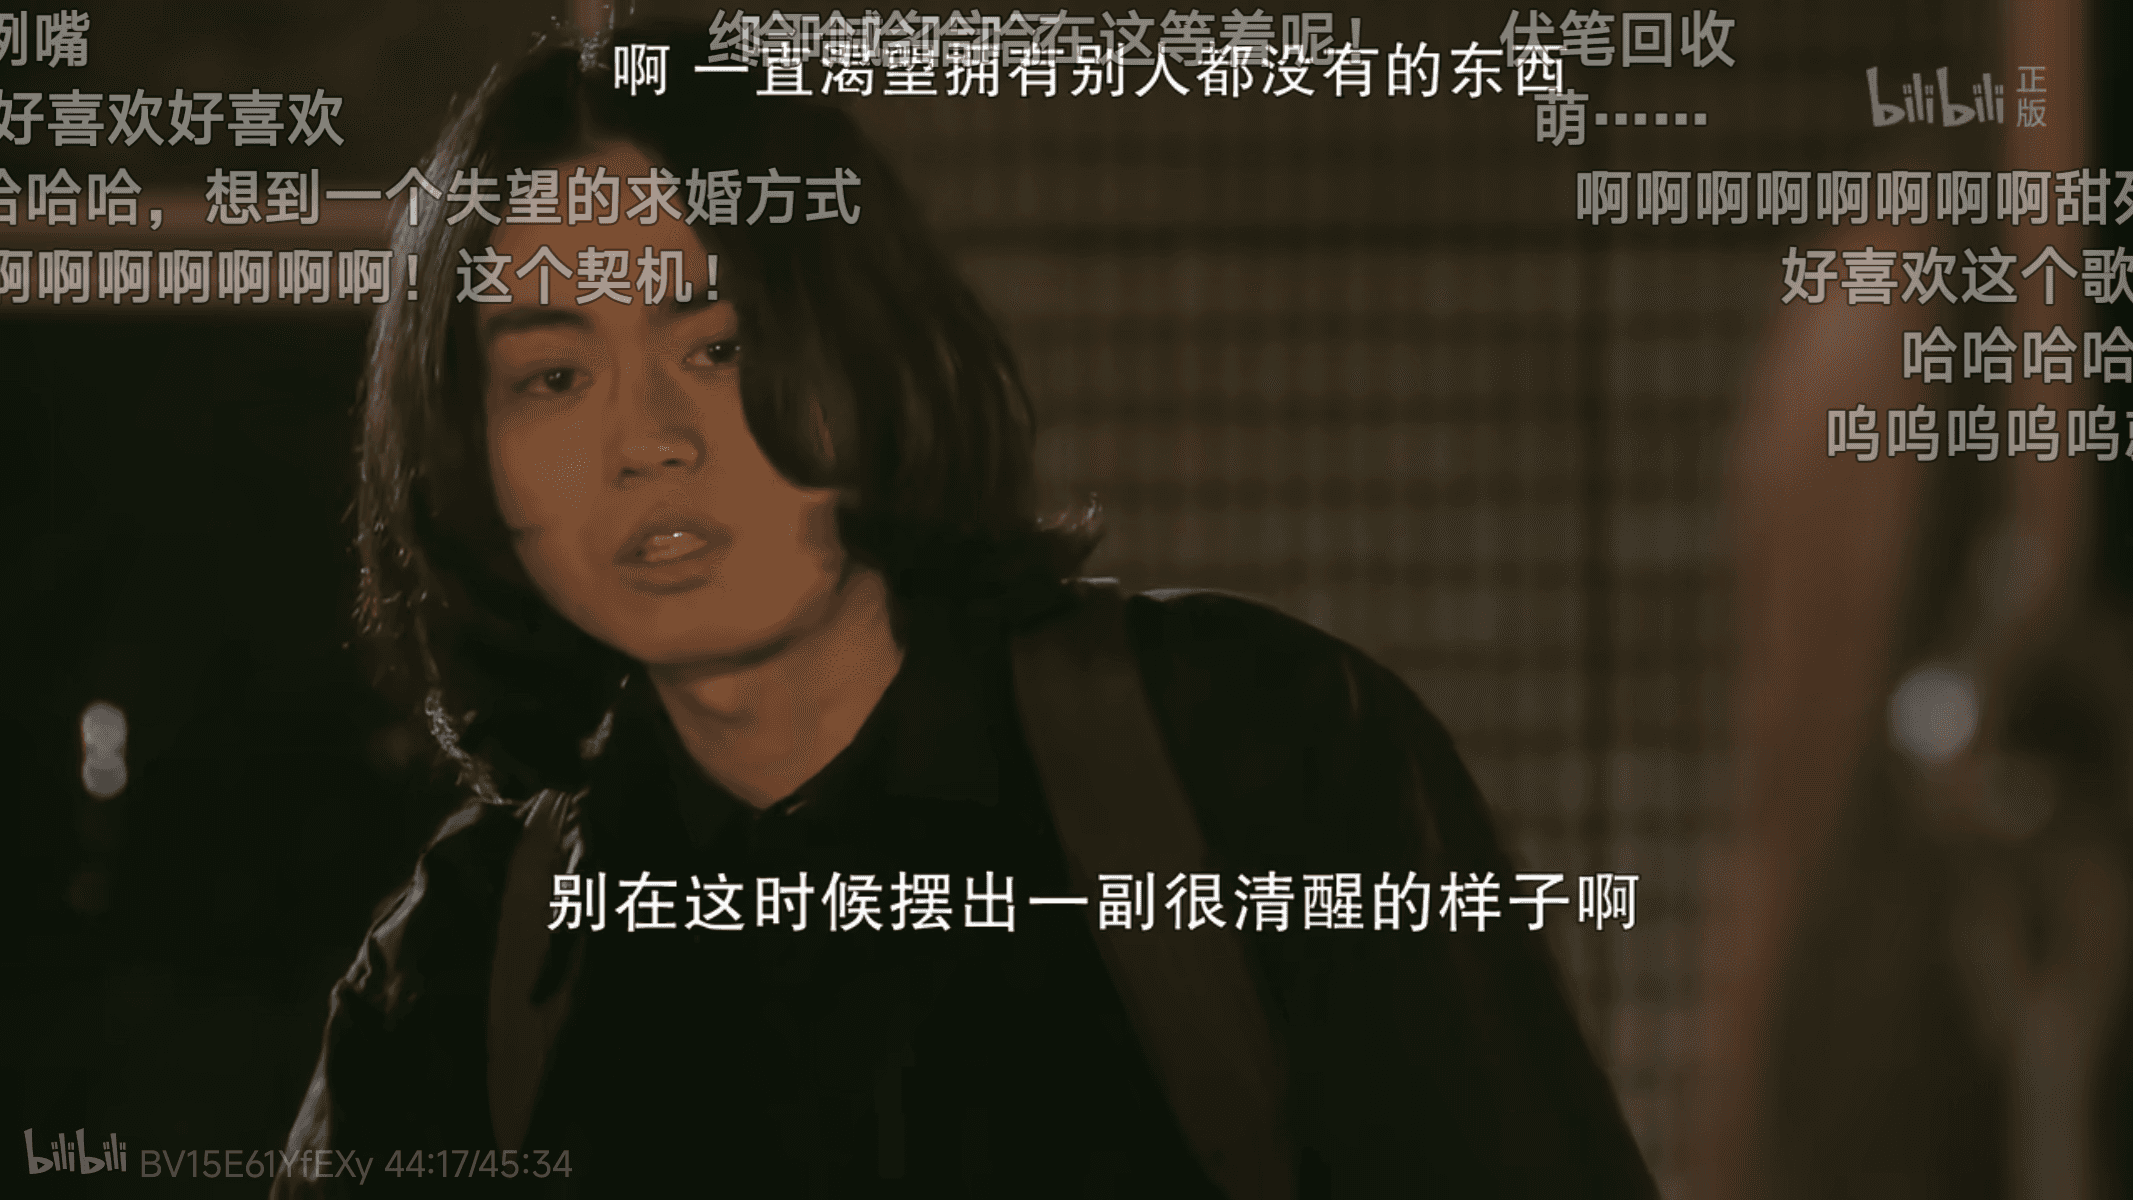 咧嘴
伏笔回收
啊 一直渴望拥有别人都没有的东西
bilibili 正版
好喜欢好喜欢
萌……
哈哈哈，想到一个失望的求婚方式
啊啊啊啊啊啊啊啊甜死
啊啊啊啊啊啊啊！这个契机！
好喜欢这个歌
哈哈哈哈
呜呜呜呜呜
别在这时候摆出一副很清醒的样子啊
bilibili BV15E61YfEXy 44:17/45:34